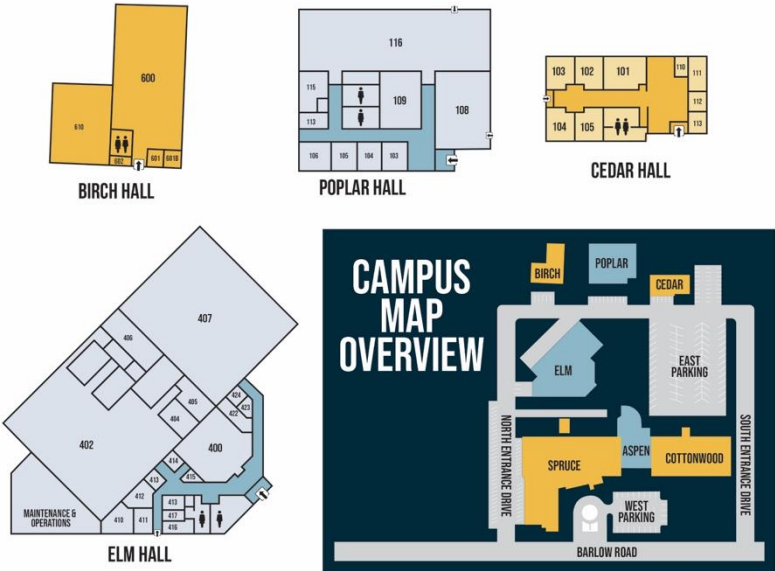 600
610
602
601
601B
BIRCH HALL
116
115
109
108
113
106
105
104
103
POPLAR HALL
103
102
101
110
111
112
104
105
113
CEDAR HALL
407
406
424
405
423
422
404
402
400
414
415
413
412
413
417
416
410
411
MAINTENANCE &
OPERATIONS
ELM HALL
CAMPUS
MAP
OVERVIEW
BIRCH
POPLAR
CEDAR
ELM
EAST
PARKING
NORTH ENTRANCE DRIVE
SOUTH ENTRANCE DRIVE
SPRUCE
ASPEN
COTTONWOOD
WEST
PARKING
BARLOW ROAD